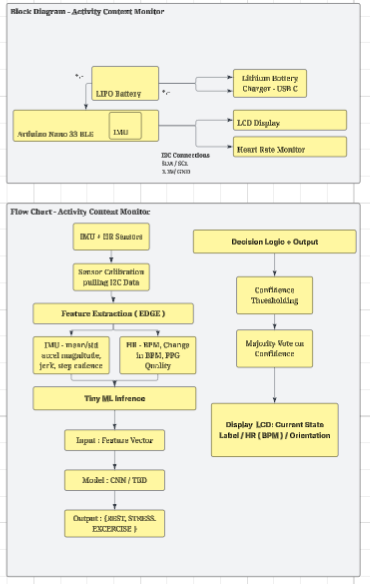 Block Diagram - Activity Context Monitor
+,-
LIPO Battery
+,-
Lithium Battery
Charger - USB C
Arduino Nano 33 BLE
IMU
LCD Display
Heart Rate Monitor
I2C Connections
SDA / SCL
3.3V/ GND
Flow Chart - Activity Context Monitor
IMU + HR Sensors
Sensor Calibration
pulling I2C Data
Feature Extraction ( EDGE )
IMU - mean/std
accel magnitude,
jerk, step cadence
HR - BPM, Change
in BPM, PPG
Quality
Tiny ML Infrence
Input : Feature Vector
Model : CNN / TBD
Output : {REST, STRESS,
EXCERCISE }
Decision Logic + Output
Confidence
Thresholding
Majority Vote on
Confidence
Display LCD: Current State
Label / HR ( BPM ) / Orientation